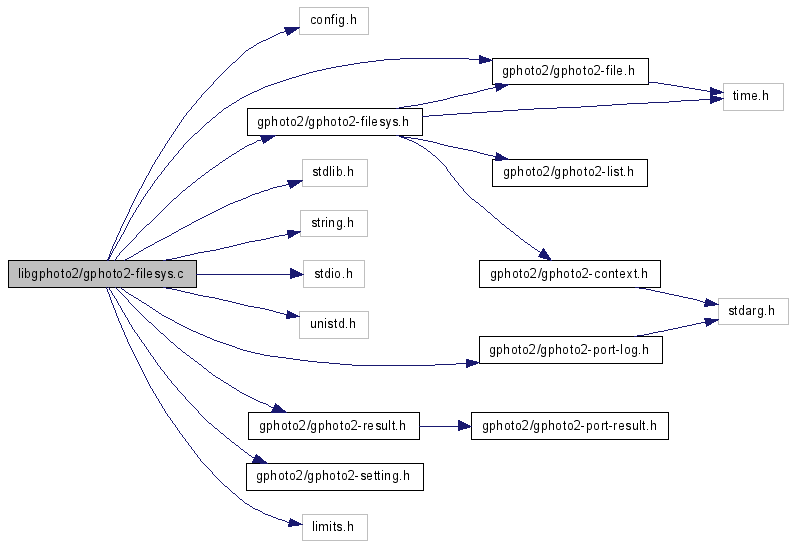 config.h
gphoto2/gphoto2-file.h
time.h
gphoto2/gphoto2-filesys.h
stdlib.h
gphoto2/gphoto2-list.h
string.h
libgphoto2/gphoto2-filesys.c
stdio.h
gphoto2/gphoto2-context.h
stdarg.h
unistd.h
gphoto2/gphoto2-port-log.h
gphoto2/gphoto2-result.h
gphoto2/gphoto2-port-result.h
gphoto2/gphoto2-setting.h
limits.h